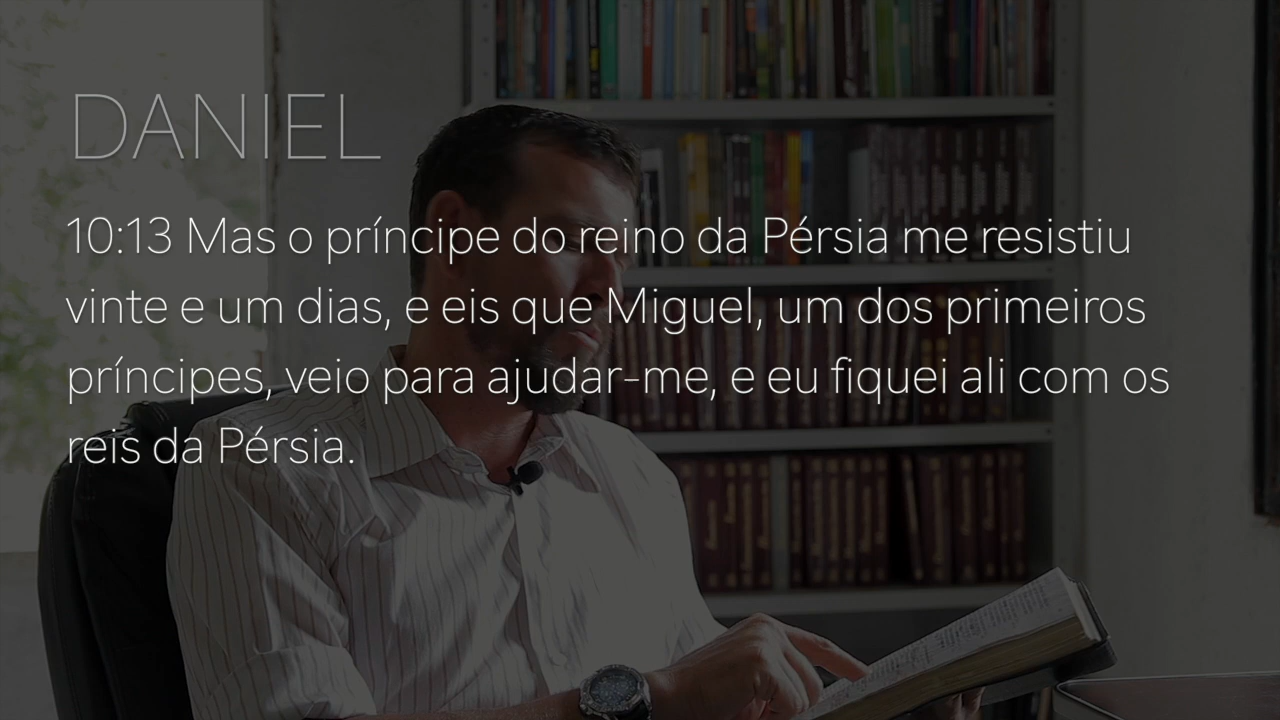 DANIEL
10:13 Mas o príncipe do reino da Pérsia me resistiu
vinte e um dias, e eis que Miguel, um dos primeiros
príncipes, veio para ajudar-me, e eu fiquei ali com os
reis da Pérsia.